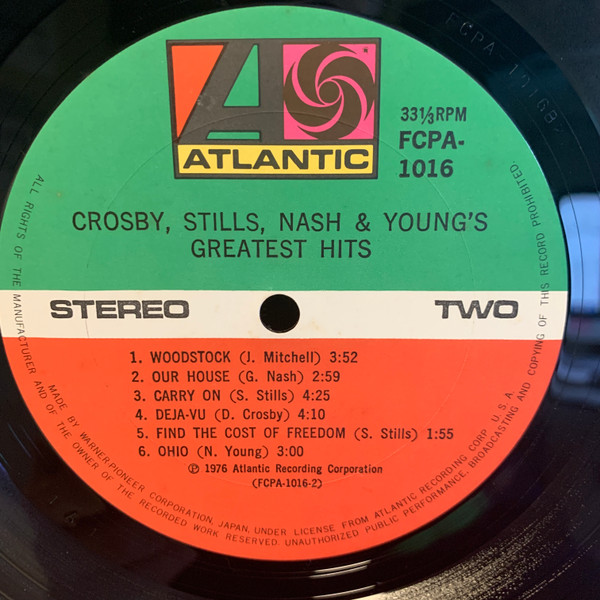 FCPA-1016B
33⅓RPM
FCPA-
1016
ATLANTIC
CROSBY, STILLS, NASH & YOUNG'S
GREATEST HITS
STEREO TWO
1. WOODSTOCK (J. Mitchell) 3:52
2. OUR HOUSE (G. Nash) 2:59
3. CARRY ON (S. Stills) 4:25
4. DEJA-VU (D. Crosby) 4:10
5. FIND THE COST OF FREEDOM (S. Stills) 1:55
6. OHIO (N. Young) 3:00
Ⓟ 1976 Atlantic Recording Corporation
(FCPA-1016-2)
MADE BY WARNER-PIONEER CORPORATION, JAPAN, UNDER LICENSE FROM ATLANTIC RECORDING CORP. U.S.A.
ALL RIGHTS OF THE MANUFACTURER AND OF THE OWNER OF THE RECORDED WORK RESERVED. UNAUTHORIZED PUBLIC PERFORMANCE, BROADCASTING AND COPYING OF THIS RECORD PROHIBITED.